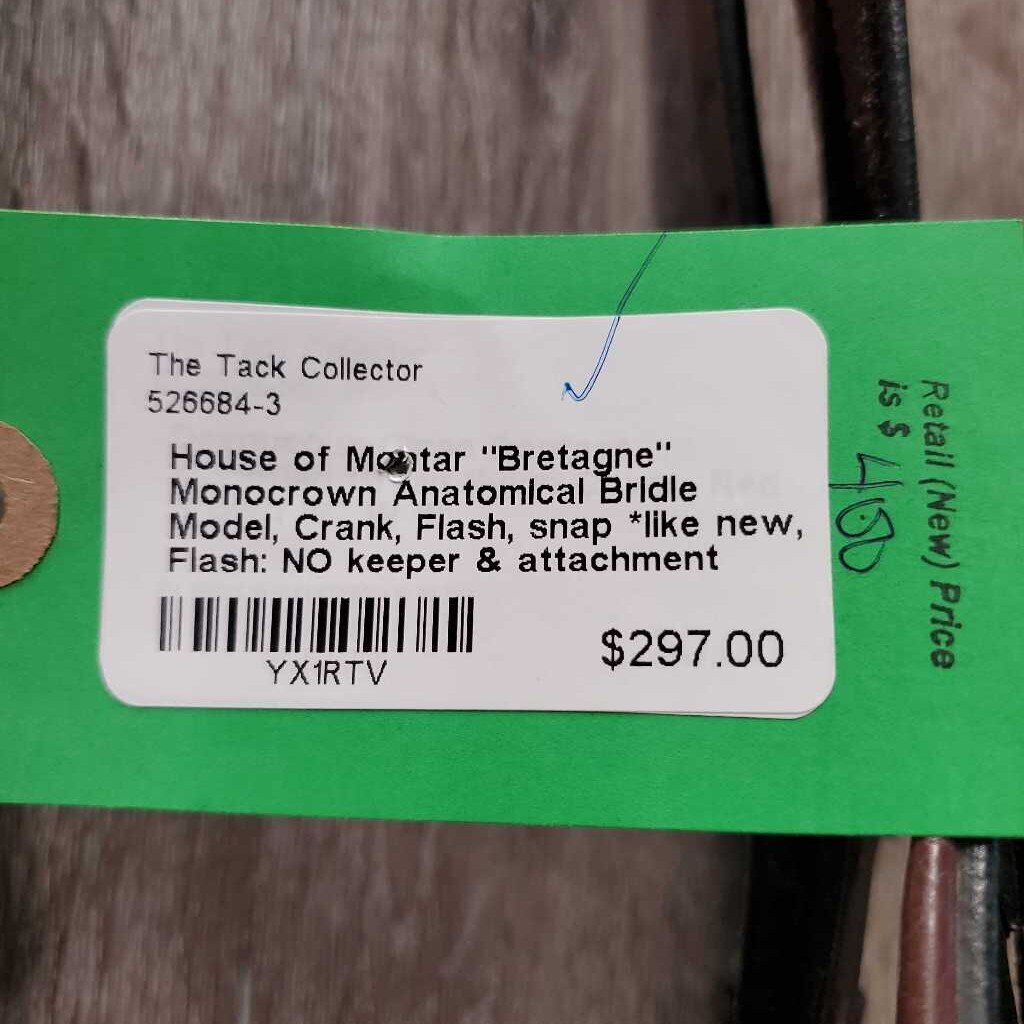 The Tack Collector
526684-3
House of Montar "Bretagne"
Monocrown Anatomical Bridle
Model, Crank, Flash, snap *like new,
Flash: NO keeper & attachment
YX1RTV
$297.00
Retail (New) Price
is $ 400